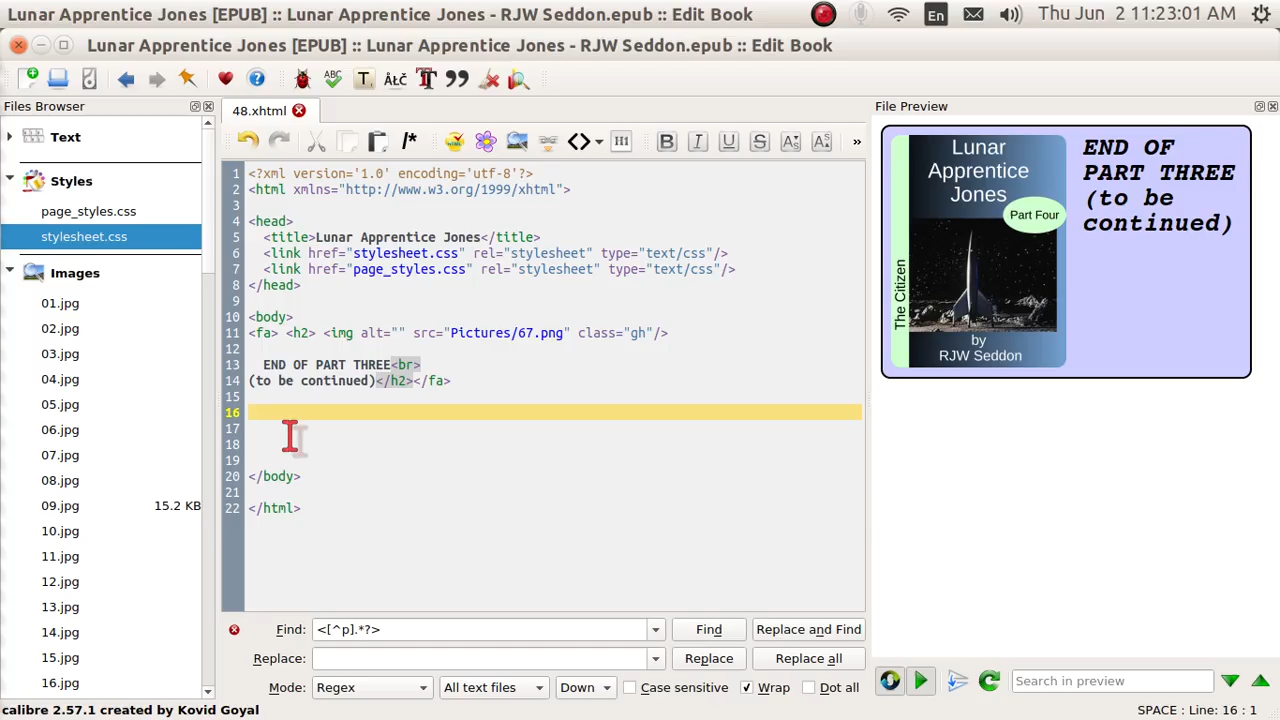 Lunar Apprentice Jones [EPUB] :: Lunar Apprentice Jones - RJW Seddon.epub :: Edit Book
En
Thu Jun 2 11:23:01 AM
Lunar Apprentice Jones [EPUB] :: Lunar Apprentice Jones - RJW Seddon.epub :: Edit Book
Files Browser
Text
Styles
page_styles.css
stylesheet.css
Images
01.jpg
02.jpg
03.jpg
04.jpg
05.jpg
06.jpg
07.jpg
08.jpg
09.jpg 15.2 KB
10.jpg
11.jpg
12.jpg
13.jpg
14.jpg
15.jpg
16.jpg
48.xhtml
H1
B I U S
1 <?xml version='1.0' encoding='utf-8'?>
2 <html xmlns="http://www.w3.org/1999/xhtml">
3
4 <head>
5 <title>Lunar Apprentice Jones</title>
6 <link href="stylesheet.css" rel="stylesheet" type="text/css"/>
7 <link href="page_styles.css" rel="stylesheet" type="text/css"/>
8 </head>
9
10 <body>
11 <fa> <h2> <img alt="" src="Pictures/67.png" class="gh"/>
12
13 END OF PART THREE<br>
14 (to be continued)</h2></fa>
15
16
17
18
19
20 </body>
21
22 </html>
Find: <[^p].*?>
Find
Replace and Find
Replace:
Replace
Replace all
Mode: Regex
All text files
Down
Case sensitive
Wrap
Dot all
File Preview
Lunar
Apprentice
Jones
Part Four
The Citizen
by
RJW Seddon
END OF
PART THREE
(to be
continued)
Search in preview
calibre 2.57.1 created by Kovid Goyal
SPACE : Line: 16 : 1